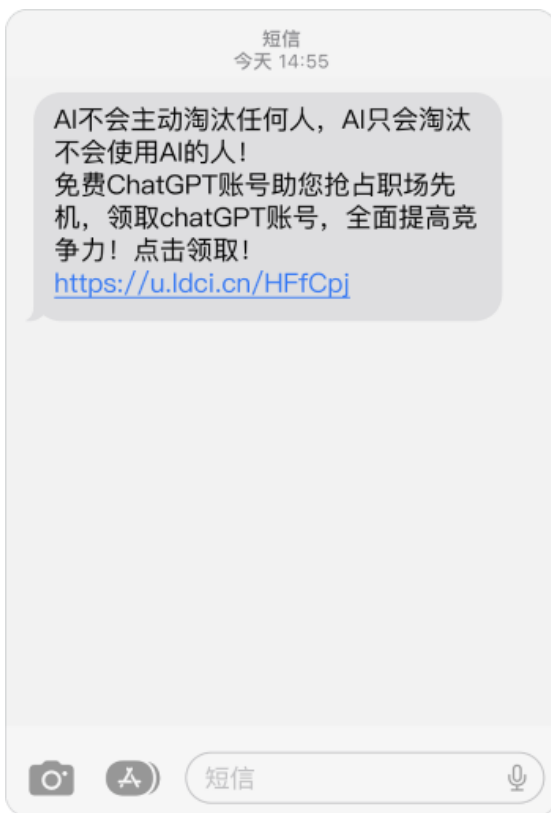 短信
今天 14:55
AI不会主动淘汰任何人，AI只会淘汰
不会使用AI的人！
免费ChatGPT账号助您抢占职场先
机，领取chatGPT账号，全面提高竞
争力！点击领取！
https://u.ldci.cn/HFfCpj
短信